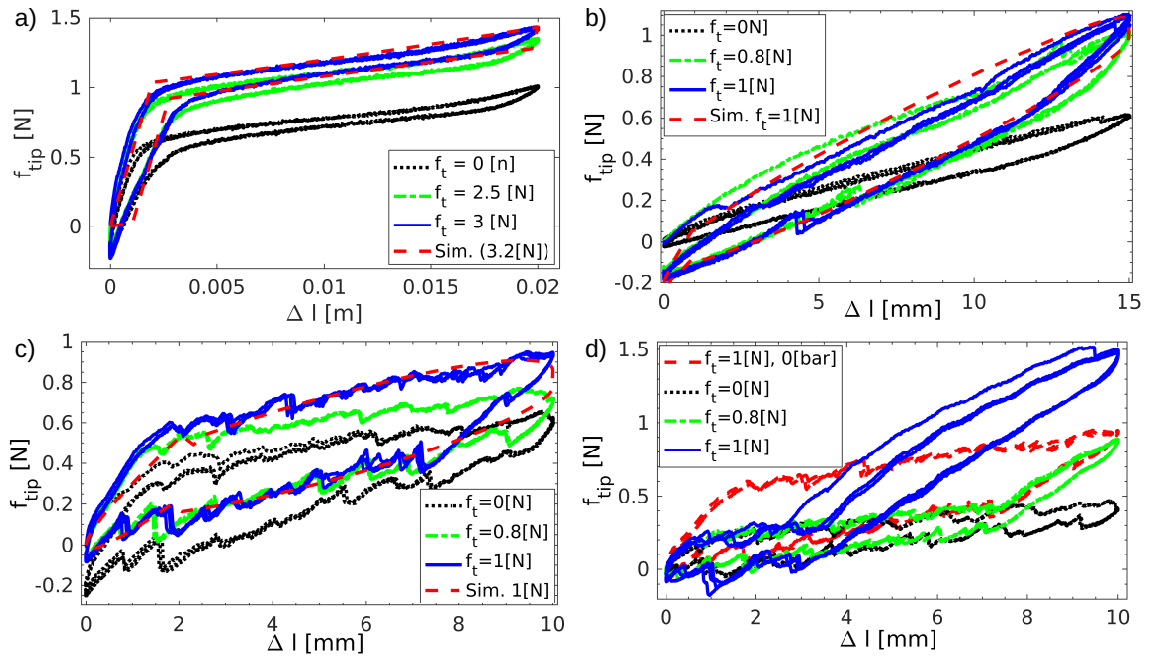 a)
1.5
1
0.5
0
f_tip [N]
0
0.005
0.01
0.015
0.02
Δ l [m]
f_t = 0 [n]
f_t = 2.5 [N]
f_t = 3 [N]
Sim. (3.2[N])
b)
1
0.8
0.6
0.4
0.2
0
-0.2
f_tip [N]
0
5
10
15
Δ l [mm]
f_t=0N]
f_t=0.8[N]
f_t=1[N]
Sim. f_t=1[N]
c)
1
0.8
0.6
0.4
0.2
0
-0.2
f_tip [N]
0
2
4
6
8
10
Δ l [mm]
f_t=0[N]
f_t=0.8[N]
f_t=1[N]
Sim. 1[N]
d)
1.5
1
0.5
0
f_tip [N]
0
2
4
6
8
10
Δ l [mm]
f_t=1[N], 0[bar]
f_t=0[N]
f_t=0.8[N]
f_t=1[N]